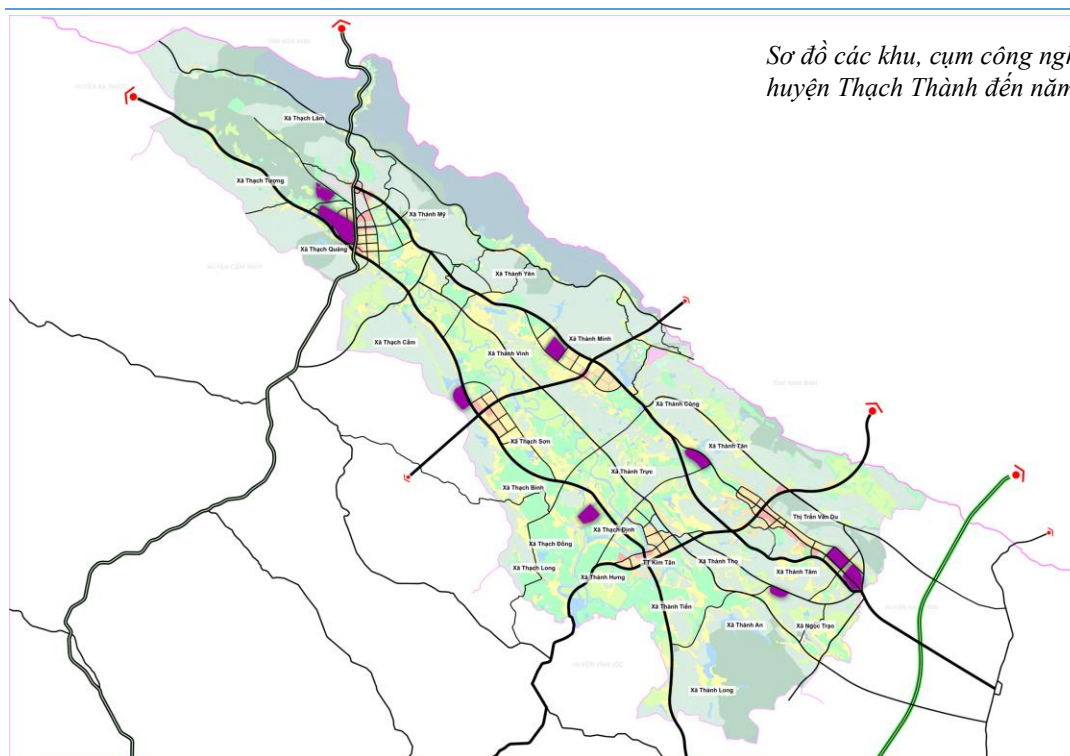 Sơ đồ các khu, cụm công ngh
huyện Thạch Thành đến năm
Xã Thạch Lâm
Xã Thạch Tượng
Xã Thành Mỹ
Xã Thạch Quảng
Xã Thành Yên
Xã Thạch Cẩm
Xã Thành Vinh
Xã Thành Minh
Xã Thành Công
Xã Thạch Sơn
Xã Thành Tân
Xã Thành Trực
Xã Thạch Bình
Thị Trấn Vân Du
Xã Thạch Định
Xã Thạch Đồng
Xã Thạch Long
TT Kim Tân
Xã Thành Thọ
Xã Thành Tâm
Xã Thành Hưng
Xã Thành Tiến
Xã Thành An
Xã Ngọc Trạo
HUYỆN VĨNH LỘC
Xã Thành Long